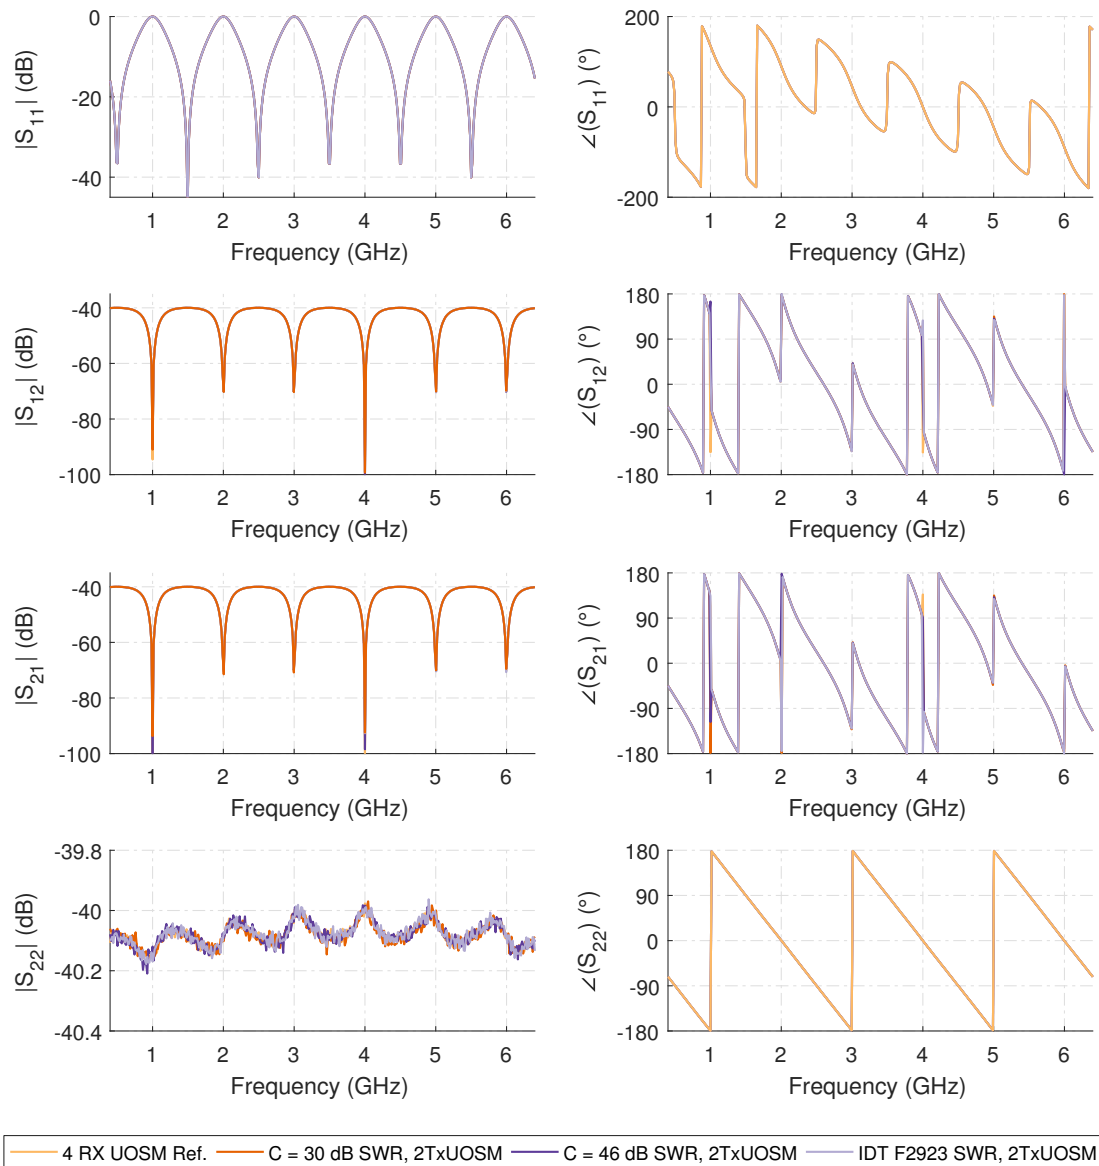 0
-20
-40
|S11| (dB)
1 2 3 4 5 6
Frequency (GHz)
200
0
-200
∠(S11) (°)
1 2 3 4 5 6
Frequency (GHz)
-40
-60
-80
-100
|S12| (dB)
1 2 3 4 5 6
Frequency (GHz)
180
90
0
-90
-180
∠(S12) (°)
1 2 3 4 5 6
Frequency (GHz)
-40
-60
-80
-100
|S21| (dB)
1 2 3 4 5 6
Frequency (GHz)
180
90
0
-90
-180
∠(S21) (°)
1 2 3 4 5 6
Frequency (GHz)
-39.8
-40
-40.2
-40.4
|S22| (dB)
1 2 3 4 5 6
Frequency (GHz)
180
90
0
-90
-180
∠(S22) (°)
1 2 3 4 5 6
Frequency (GHz)
4 RX UOSM Ref. C = 30 dB SWR, 2TxUOSM C = 46 dB SWR, 2TxUOSM IDT F2923 SWR, 2TxUOSM